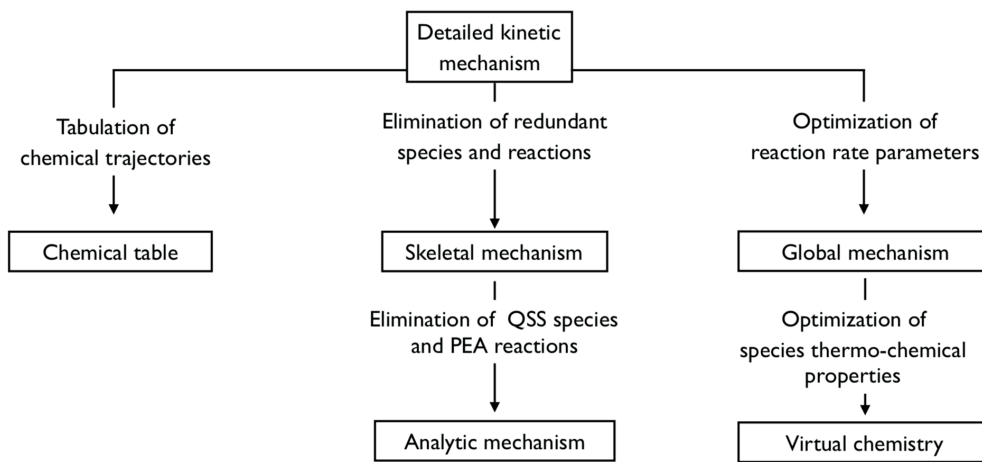 Detailed kinetic
mechanism
Tabulation of
chemical trajectories
Elimination of redundant
species and reactions
Optimization of
reaction rate parameters
Chemical table
Skeletal mechanism
Global mechanism
Elimination of QSS species
and PEA reactions
Optimization of
species thermo-chemical
properties
Analytic mechanism
Virtual chemistry